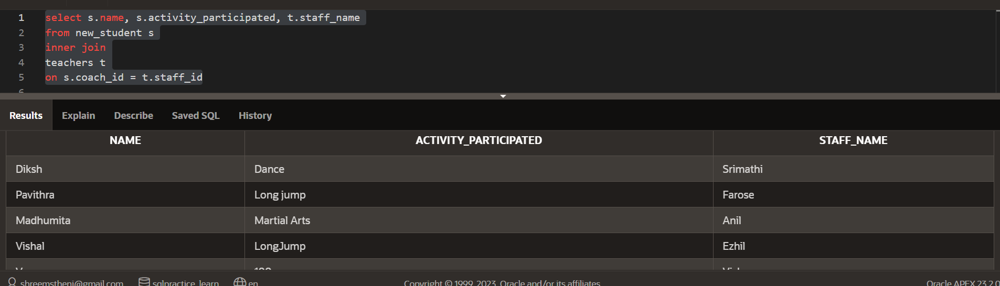 1 select s.name, s.activity_participated, t.staff_name
2 from new_student s
3 inner join
4 teachers t
5 on s.coach_id = t.staff_id
6
Results Explain Describe Saved SQL History
NAME ACTIVITY_PARTICIPATED STAFF_NAME
Diksh Dance Srimathi
Pavithra Long jump Farose
Madhumita Martial Arts Anil
Vishal LongJump Ezhil
shreemstheni@gmail.com sqlpractice_learn en Copyright © 1999, 2023, Oracle and/or its affiliates. Oracle APEX 23.2.0